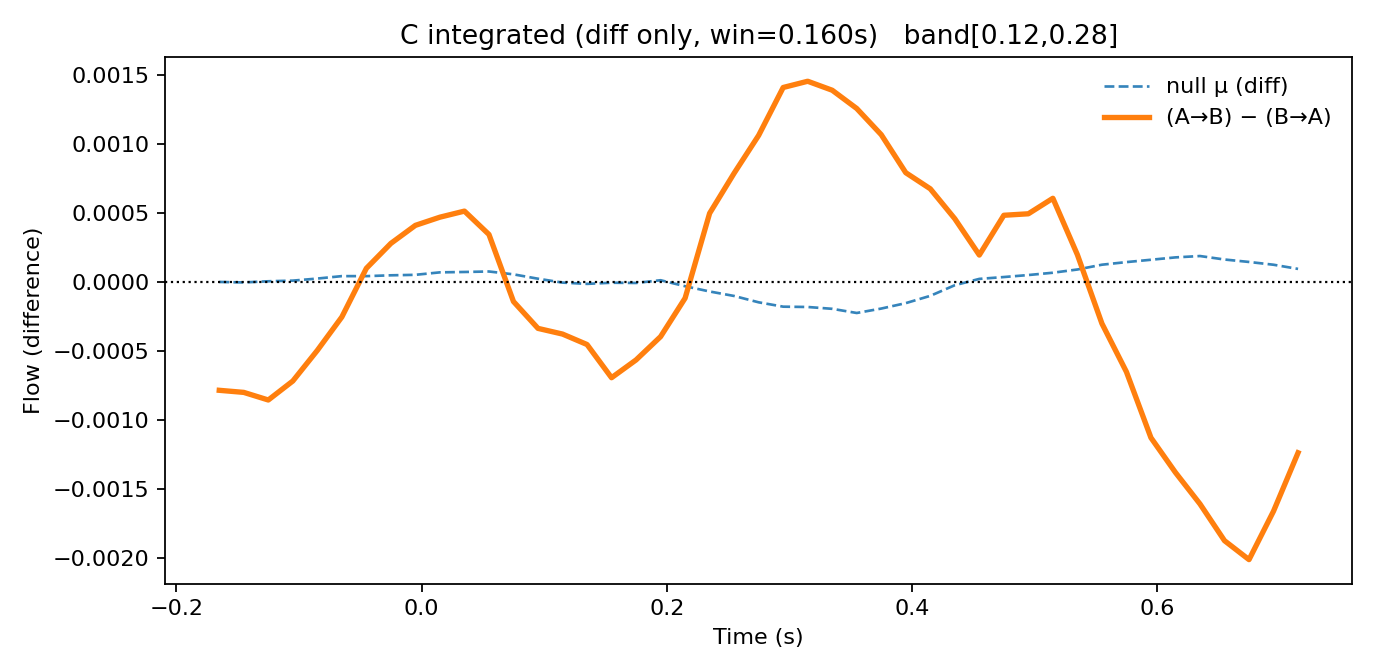 C integrated (diff only, win=0.160s)   band[0.12,0.28]
null μ (diff)
(A→B) − (B→A)
0.0015
0.0010
0.0005
0.0000
−0.0005
−0.0010
−0.0015
−0.0020
Flow (difference)
−0.2
0.0
0.2
0.4
0.6
Time (s)